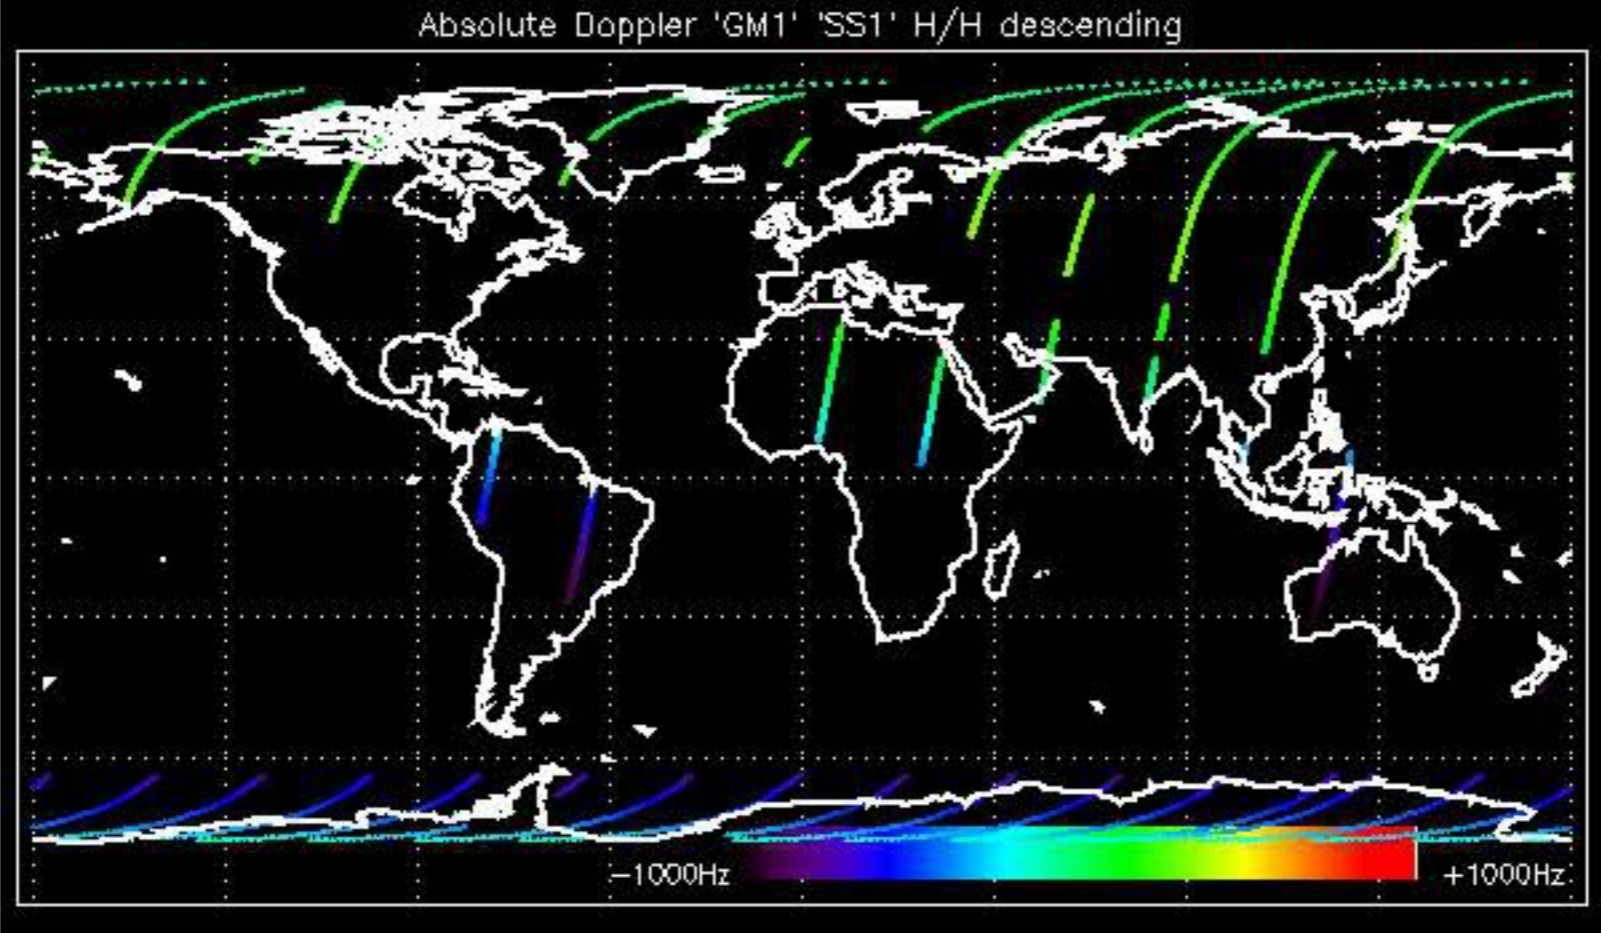 Absolute Doppler 'GM1' 'SS1' H/H descending
-1000Hz +1000Hz